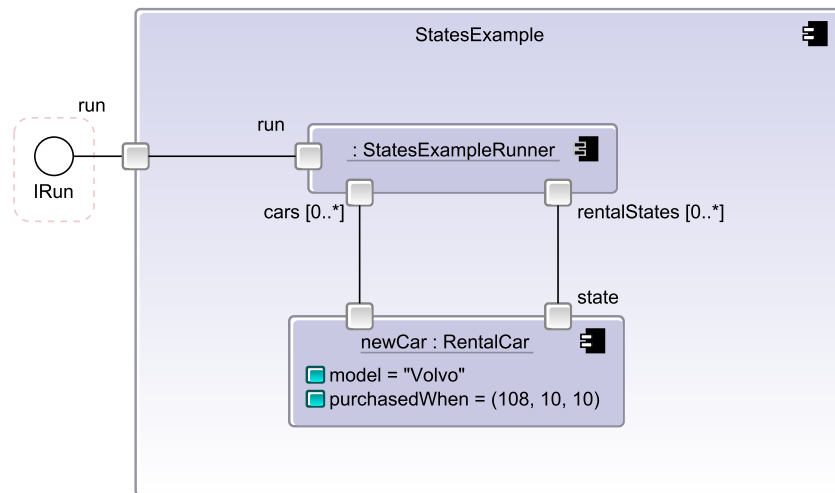 StatesExample
run
run
: StatesExampleRunner
IRun
cars [0..*]
rentalStates [0..*]
state
newCar : RentalCar
model = "Volvo"
purchasedWhen = (108, 10, 10)